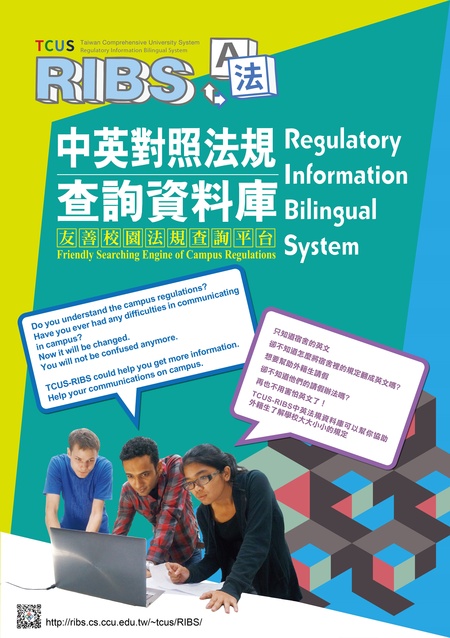 TCUS Taiwan Comprehensive University System
Regulatory Information Bilingual System
RIBS
A
法
中英對照法規
查詢資料庫
友善校園法規查詢平台
Friendly Searching Engine of Campus Regulations
Regulatory
Information
Bilingual
System
Do you understand the campus regulations?
Have you ever had any difficulties in communicating
in campus?
Now it will be changed.
You will not be confused anymore.
TCUS-RIBS could help you get more information.
Help your communications on campus.
只知道宿舍的英文
卻不知道怎麼將宿舍裡的規定翻成英文嗎?
想要幫助外籍生請假
卻不知道他們的請假辦法嗎?
再也不用害怕英文了！
TCUS-RIBS中英法規資料庫可以幫你協助
外籍生了解學校大大小小的規定
http://ribs.cs.ccu.edu.tw/~tcus/RIBS/